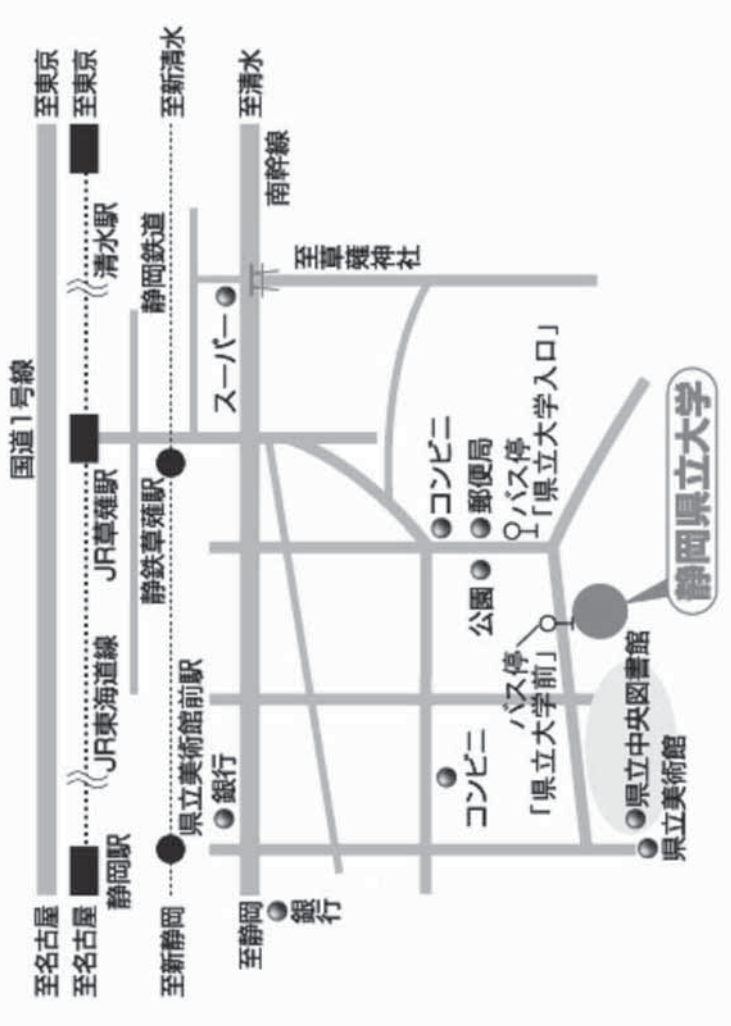 国道1号線
至名古屋
至東京
至名古屋
至東京
静岡駅
JR東海道線
JR草薙駅
清水駅
静岡鉄道
至新静岡
至新清水
県立美術館前駅
静鉄草薙駅
銀行
スーパー
至静岡
至清水
南幹線
銀行
至草薙神社
コンビニ
コンビニ
郵便局
公園
バス停
「県立大学入口」
バス停
「県立大学前」
県立中央図書館
県立美術館
静岡県立大学